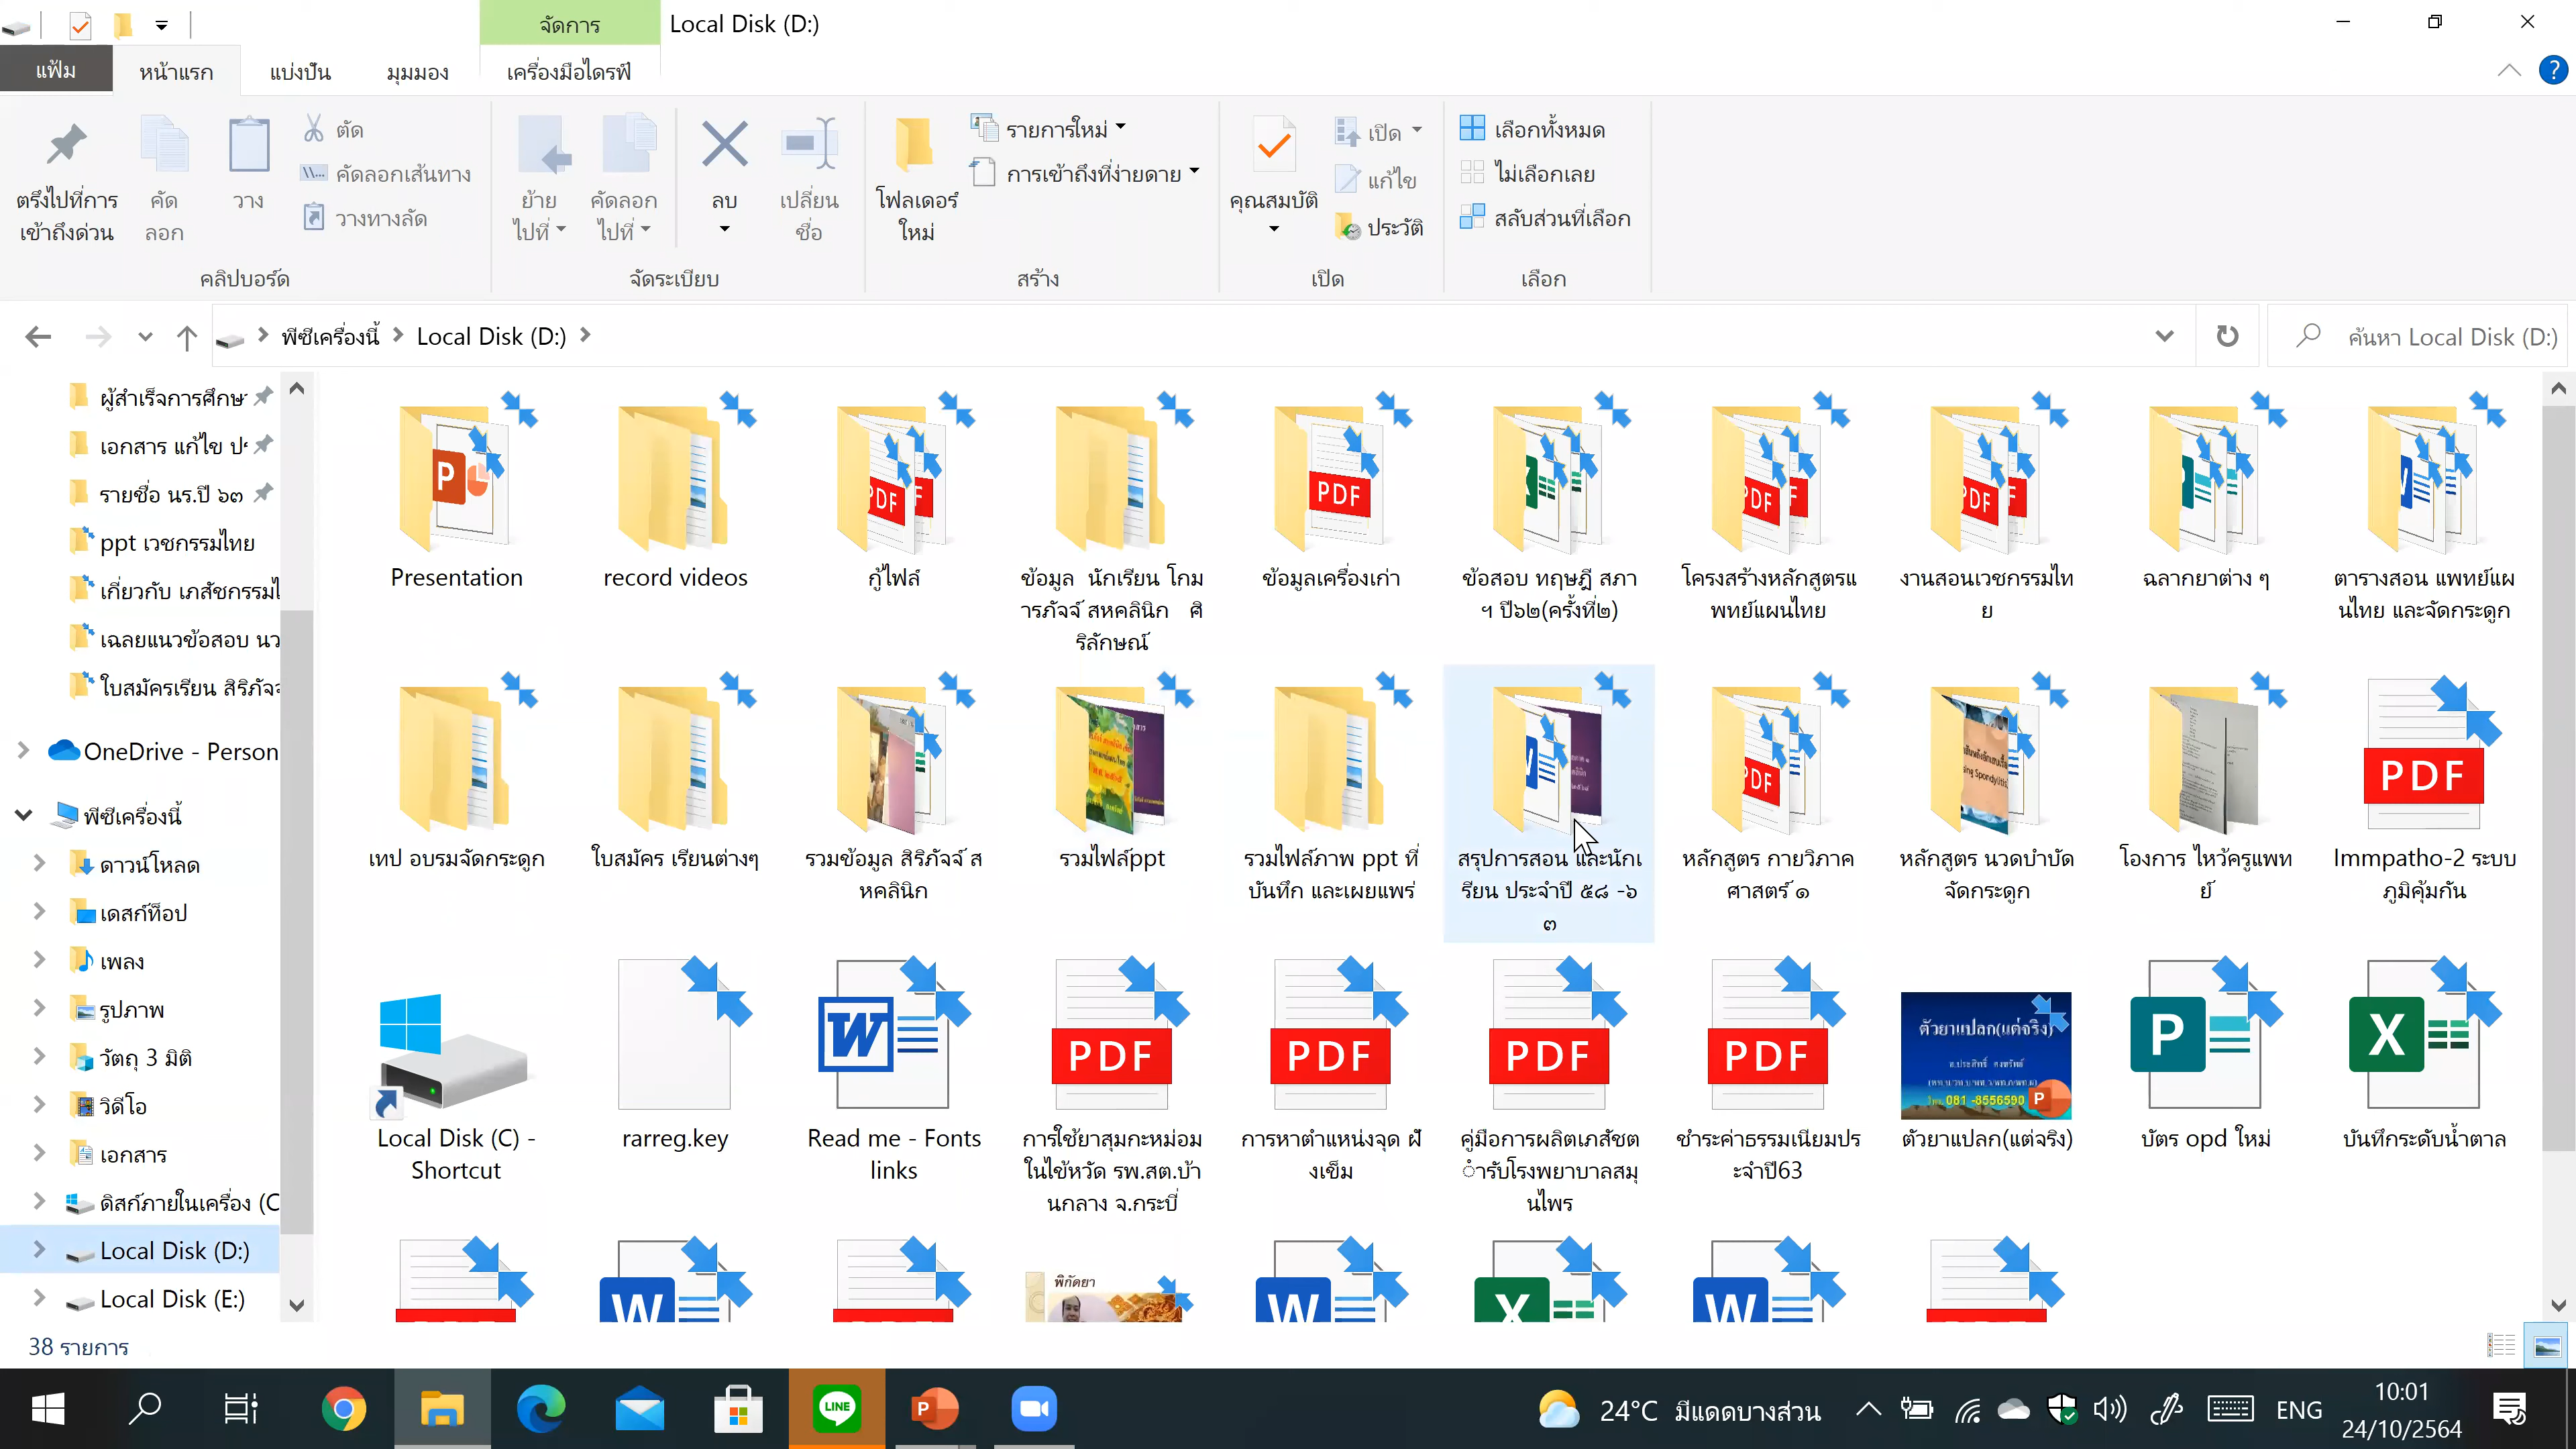 จัดการ
Local Disk (D:)
แฟ้ม
หน้าแรก
แบ่งปัน
มุมมอง
เครื่องมือไดรฟ์
ตรึงไปที่การ
เข้าถึงด่วน
คัด
ลอก
วาง
ตัด
คัดลอกเส้นทาง
วางทางลัด
คลิปบอร์ด
ย้าย
ไปที่
คัดลอก
ไปที่
ลบ
เปลี่ยน
ชื่อ
จัดระเบียบ
โฟลเดอร์
ใหม่
รายการใหม่
การเข้าถึงที่ง่ายดาย
สร้าง
คุณสมบัติ
เปิด
แก้ไข
ประวัติ
เปิด
เลือกทั้งหมด
ไม่เลือกเลย
สลับส่วนที่เลือก
เลือก
พีซีเครื่องนี้
Local Disk (D:)
ค้นหา Local Disk (D:)
ผู้สำเร็จการศึกษ
เอกสาร แก้ไข
รายชื่อ นร.ปี ๖๓
ppt เวชกรรมไทย
เกี่ยวกับ เภสัชกรรมไ
เฉลยแนวข้อสอบ นว
ใบสมัครเรียน สิริภัจ
OneDrive - Person
พีซีเครื่องนี้
ดาวน์โหลด
เดสก์ท็อป
เพลง
รูปภาพ
วัตถุ 3 มิติ
วิดีโอ
เอกสาร
ดิสก์ภายในเครื่อง (C
Local Disk (D:)
Local Disk (E:)
Presentation
record videos
กู้ไฟล์
ข้อมูล นักเรียน โกม
ารภัจจ์ สหคลินิก ศิ
ริลักษณ์
ข้อมูลเครื่องเก่า
ข้อสอบ ทฤษฎี สภา
ฯ ปี๖๒(ครั้งที่๒)
โครงสร้างหลักสูตรแ
พทย์แผนไทย
งานสอนเวชกรรมไท
ย
ฉลากยาต่าง ๆ
ตารางสอน แพทย์แผ
นไทย และจัดกระดูก
เทป อบรมจัดกระดูก
ใบสมัคร เรียนต่างๆ
รวมข้อมูล สิริภัจจ์ ส
หคลินิก
รวมไฟล์ppt
รวมไฟล์ภาพ ppt ที่
บันทึก และเผยแพร่
สรุปการสอน และนักเ
รียน ประจำปี ๕๘ -๖
๓
หลักสูตร กายวิภาค
ศาสตร์ ๑
หลักสูตร นวดบำบัด
จัดกระดูก
โองการ ไหว้ครูแพท
ย์
PDF
Immpatho-2 ระบบ
ภูมิคุ้มกัน
Local Disk (C) -
Shortcut
rarreg.key
Read me - Fonts
links
PDF
การใช้ยาสุมกะหม่อม
ในไข้หวัด รพ.สต.บ้า
นกลาง จ.กระบี่
PDF
การหาตำแหน่งจุด ฝั
งเข็ม
PDF
คู่มือการผลิตเภสัชต
ำรับโรงพยาบาลสมุ
นไพร
PDF
ชำระค่าธรรมเนียมปร
ะจำปี63
ตัวยาแปลก(แต่จริง)
081 -8556590
ตัวยาแปลก(แต่จริง)
บัตร opd ใหม่
บันทึกระดับน้ำตาล
พิกัดยา
38 รายการ
LINE
24°C มีแดดบางส่วน
ENG
10:01
24/10/2564